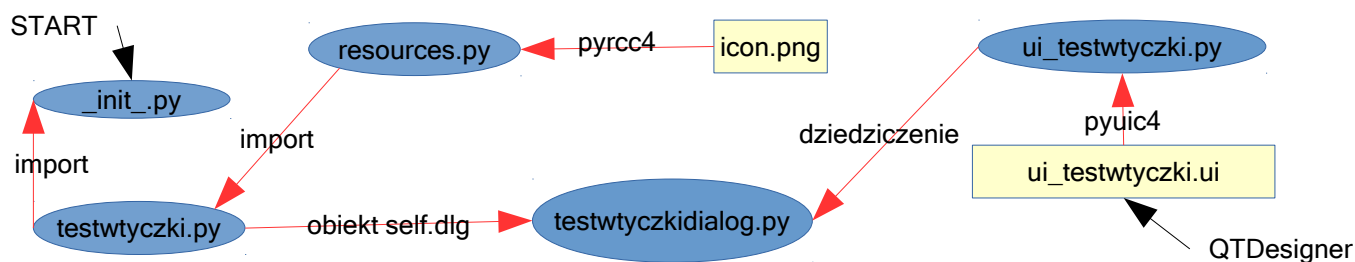 START
resources.py
pyrcc4
icon.png
ui_testwtyczki.py
_init_.py
import
import
dziedziczenie
pyuic4
ui_testwtyczki.ui
testwtyczki.py
obiekt self.dlg
testwtyczkidialog.py
QTDesigner